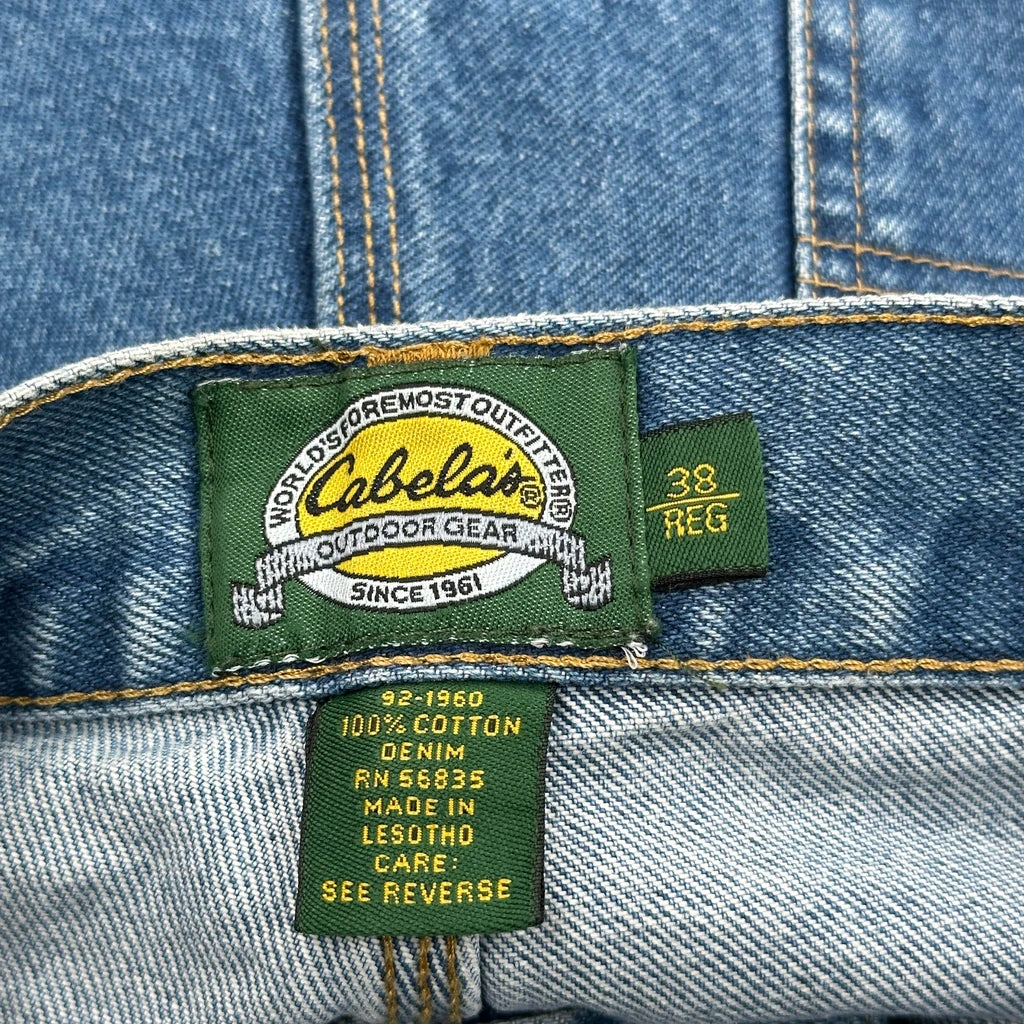 WORLD'S FOREMOST OUTFITTER®
Cabela's®
OUTDOOR GEAR
SINCE 1961
38
REG
92-1960
100% COTTON
DENIM
RN 56835
MADE IN
LESOTHO
CARE:
SEE REVERSE